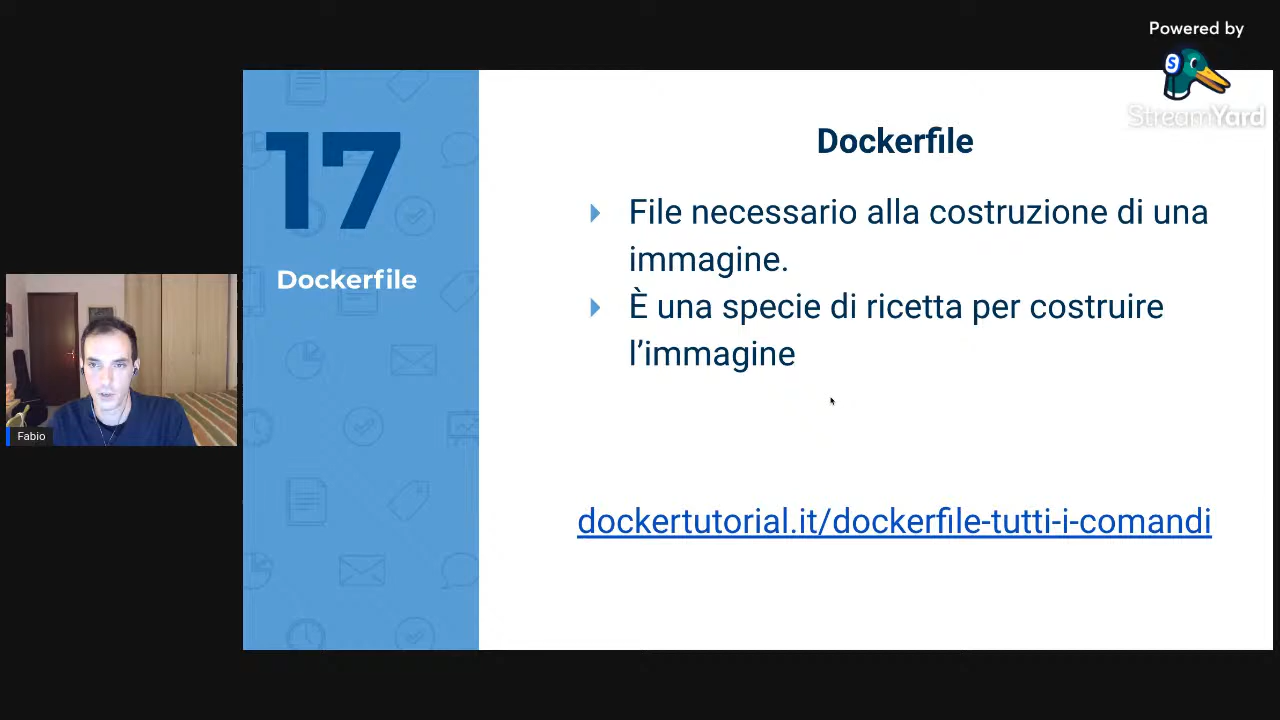 Powered by
StreamYard
17
Dockerfile
Dockerfile
File necessario alla costruzione di una
immagine.
È una specie di ricetta per costruire
l’immagine
dockertutorial.it/dockerfile-tutti-i-comandi
Fabio